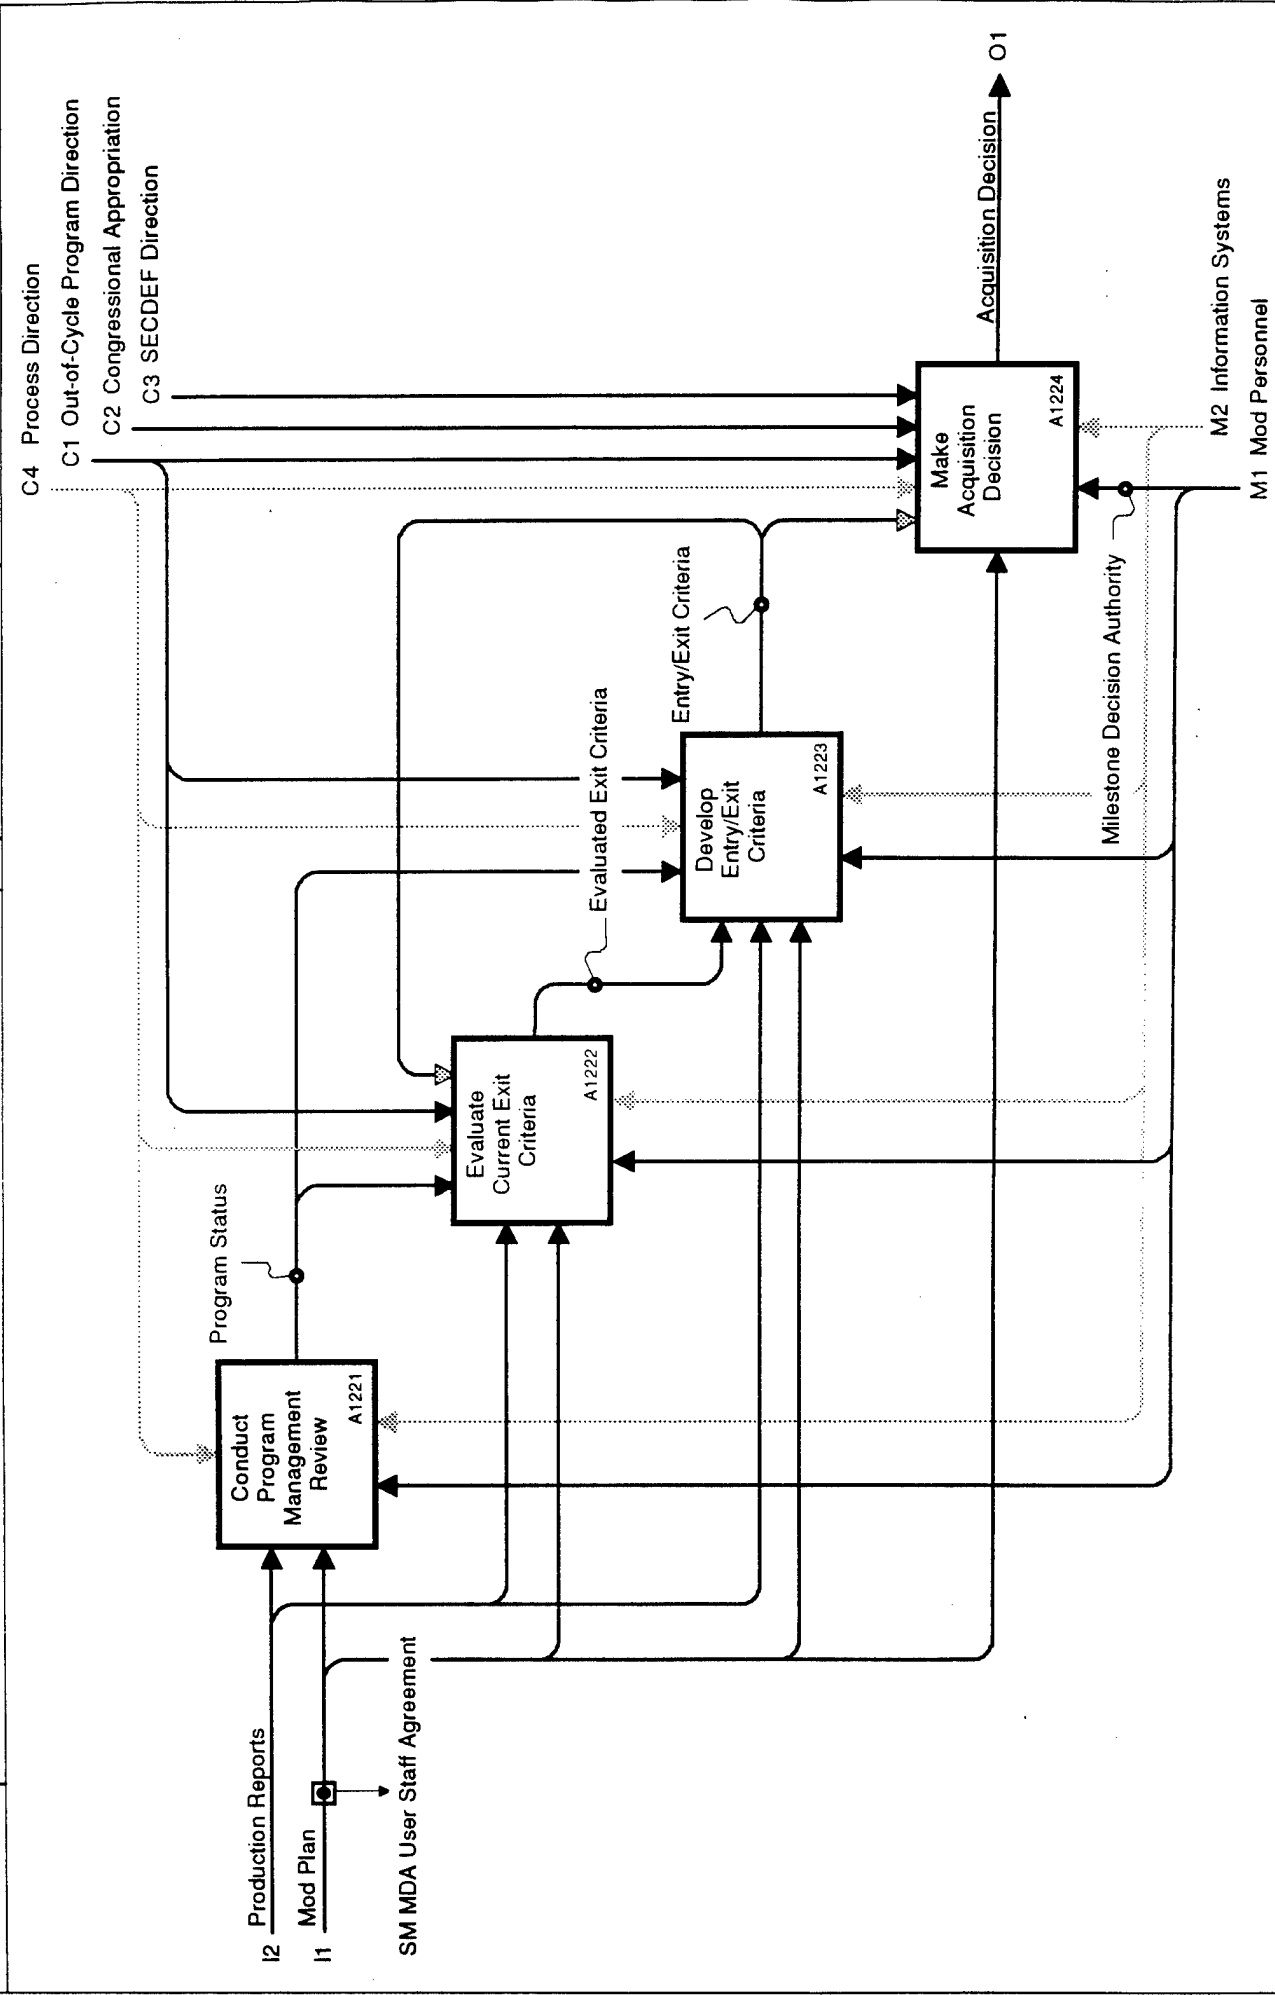 C4 Process Direction
C1 Out-of-Cycle Program Direction
C2 Congressional Appropriation
C3 SECDEF Direction
Program Status
Conduct
Program
Management
Review
A1221
I2 Production Reports
I1 Mod Plan
SM MDA User Staff Agreement
Evaluate
Current Exit
Criteria
A1222
Evaluated Exit Criteria
Entry/Exit Criteria
Develop
Entry/Exit
Criteria
A1223
Make
Acquisition
Decision
A1224
Acquisition Decision
O1
Milestone Decision Authority
M2 Information Systems
M1 Mod Personnel